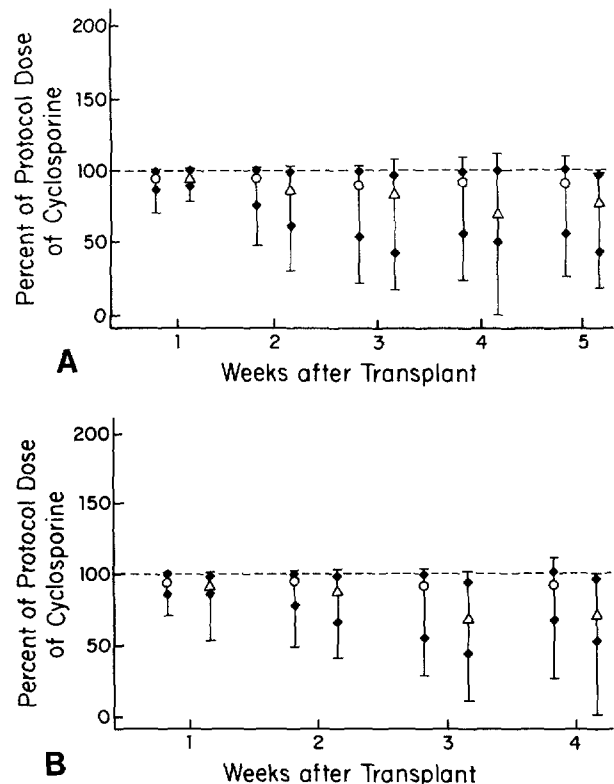 200
150
100
50
0
Percent of Protocol Dose
of Cyclosporine
1 2 3 4 5
Weeks after Transplant
A
200
150
100
50
0
Percent of Protocol Dose
of Cyclosporine
1 2 3 4
Weeks after Transplant
B